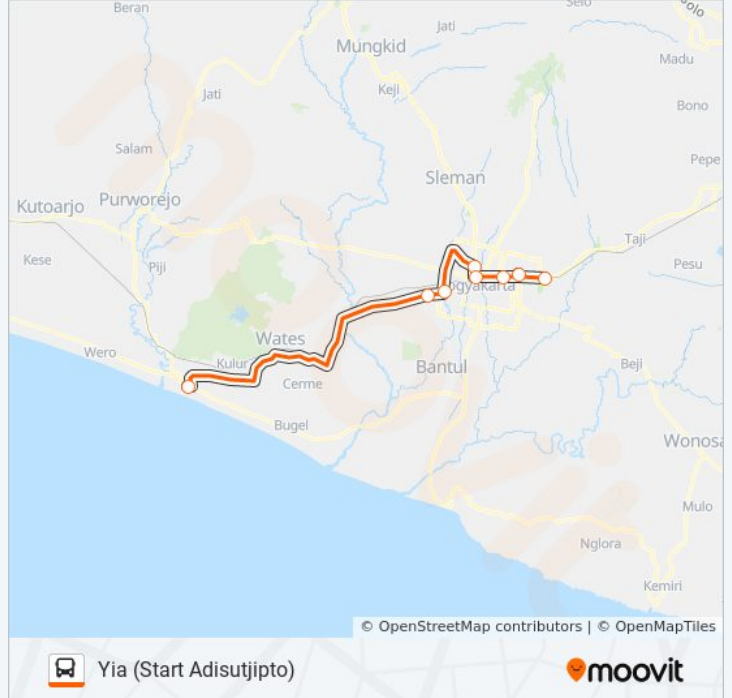 Beran
Selo
Solo
Jati
Mungkid
Madu
Keji
Jati
Bono
Salam
Pepe
Sleman
Purworejo
Kutoarjo
Taji
Kese
Piji
Pesu
ogyakarta
Wates
Wero
Kulur
Cerme
Bantul
Beji
Bugel
Wonosa
Mulo
Nglora
Kemiri
© OpenStreetMap contributors | © OpenMapTiles
Yia (Start Adisutjipto)
moovit